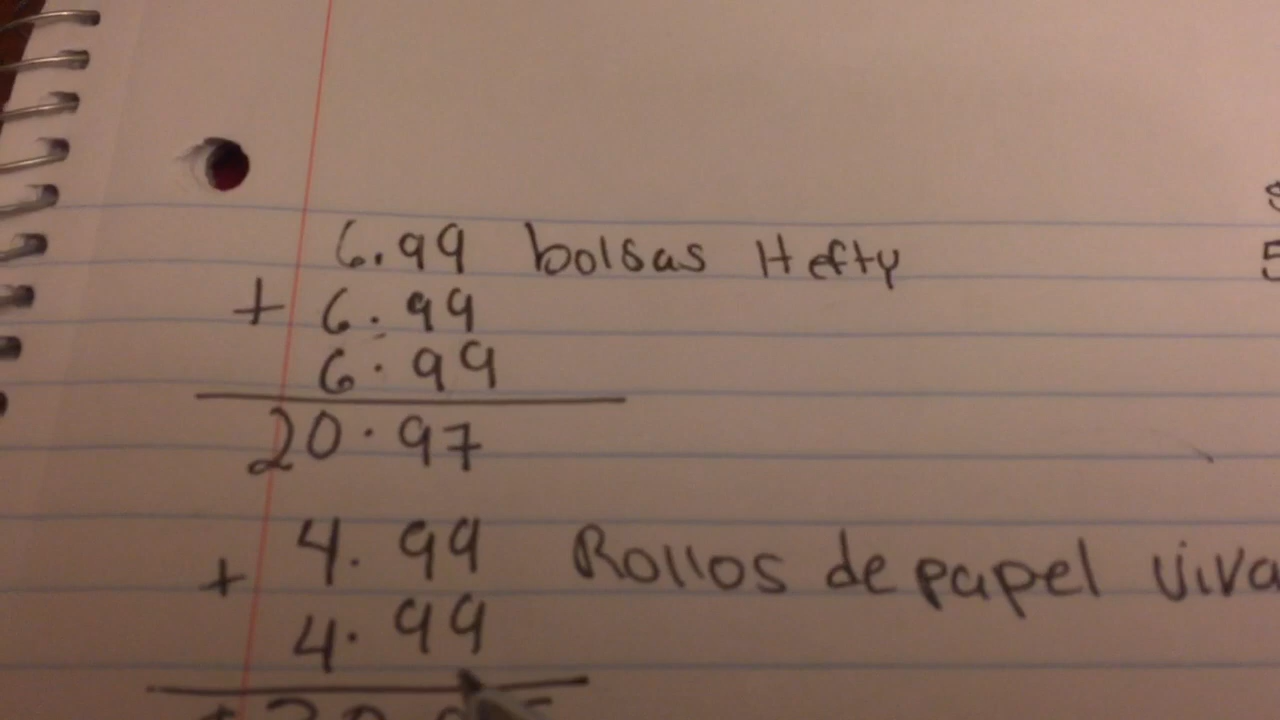 6.99 bolsas Hefty
+ 6.99
6.99
20.97
4.99 Rollos de papel viva
+
4.99